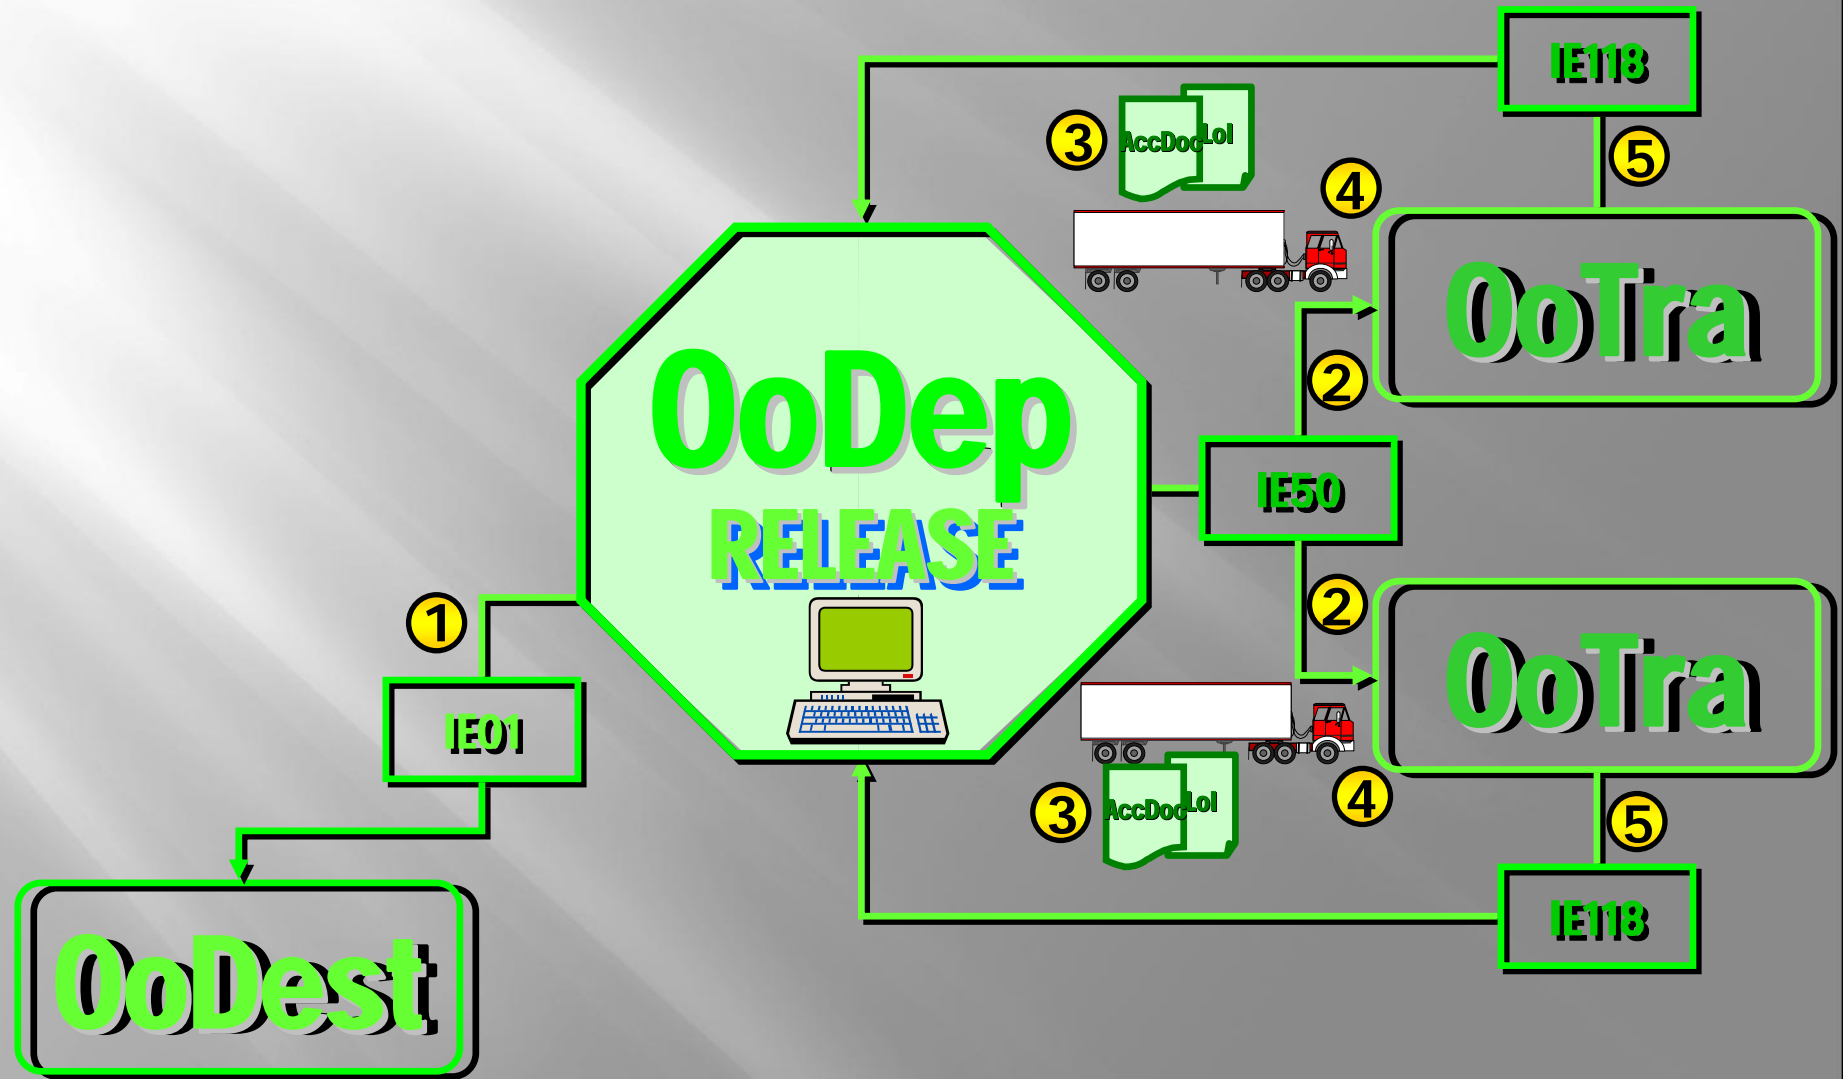 IE118
5
3
AccDoc
LoI
4
OoTra
2
OoDep
RELEASE
IE50
2
1
IE01
OoTra
4
3
AccDoc
LoI
5
IE118
OoDest